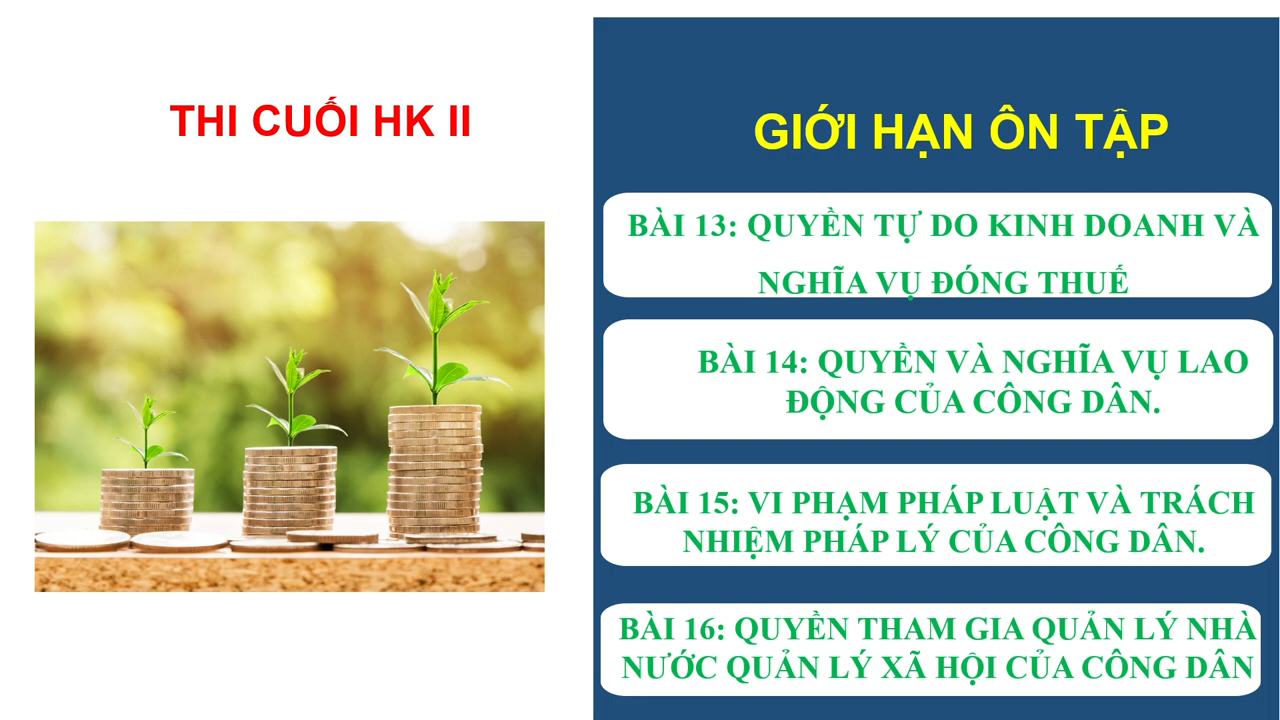 THI CUỐI HK II
GIỚI HẠN ÔN TẬP
BÀI 13: QUYỀN TỰ DO KINH DOANH VÀ
NGHĨA VỤ ĐÓNG THUẾ
BÀI 14: QUYỀN VÀ NGHĨA VỤ LAO
ĐỘNG CỦA CÔNG DÂN.
BÀI 15: VI PHẠM PHÁP LUẬT VÀ TRÁCH
NHIỆM PHÁP LÝ CỦA CÔNG DÂN.
BÀI 16: QUYỀN THAM GIA QUẢN LÝ NHÀ
NƯỚC QUẢN LÝ XÃ HỘI CỦA CÔNG DÂN